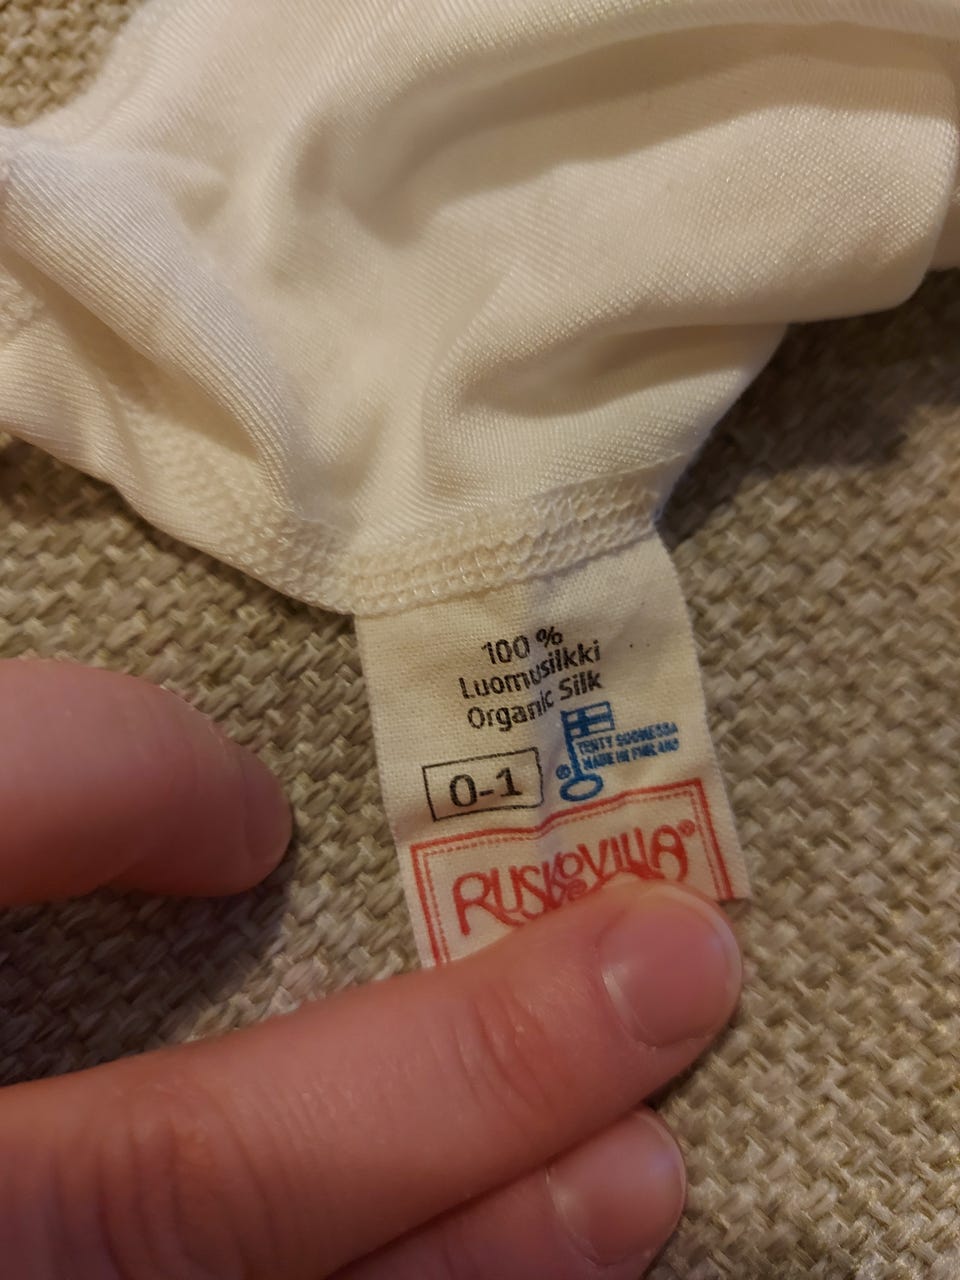 100 %
Luomusilkki
Organic Silk
TEHTY SUOMESSA
® MADE IN FINLAND
0-1
RUSKOVILLA®